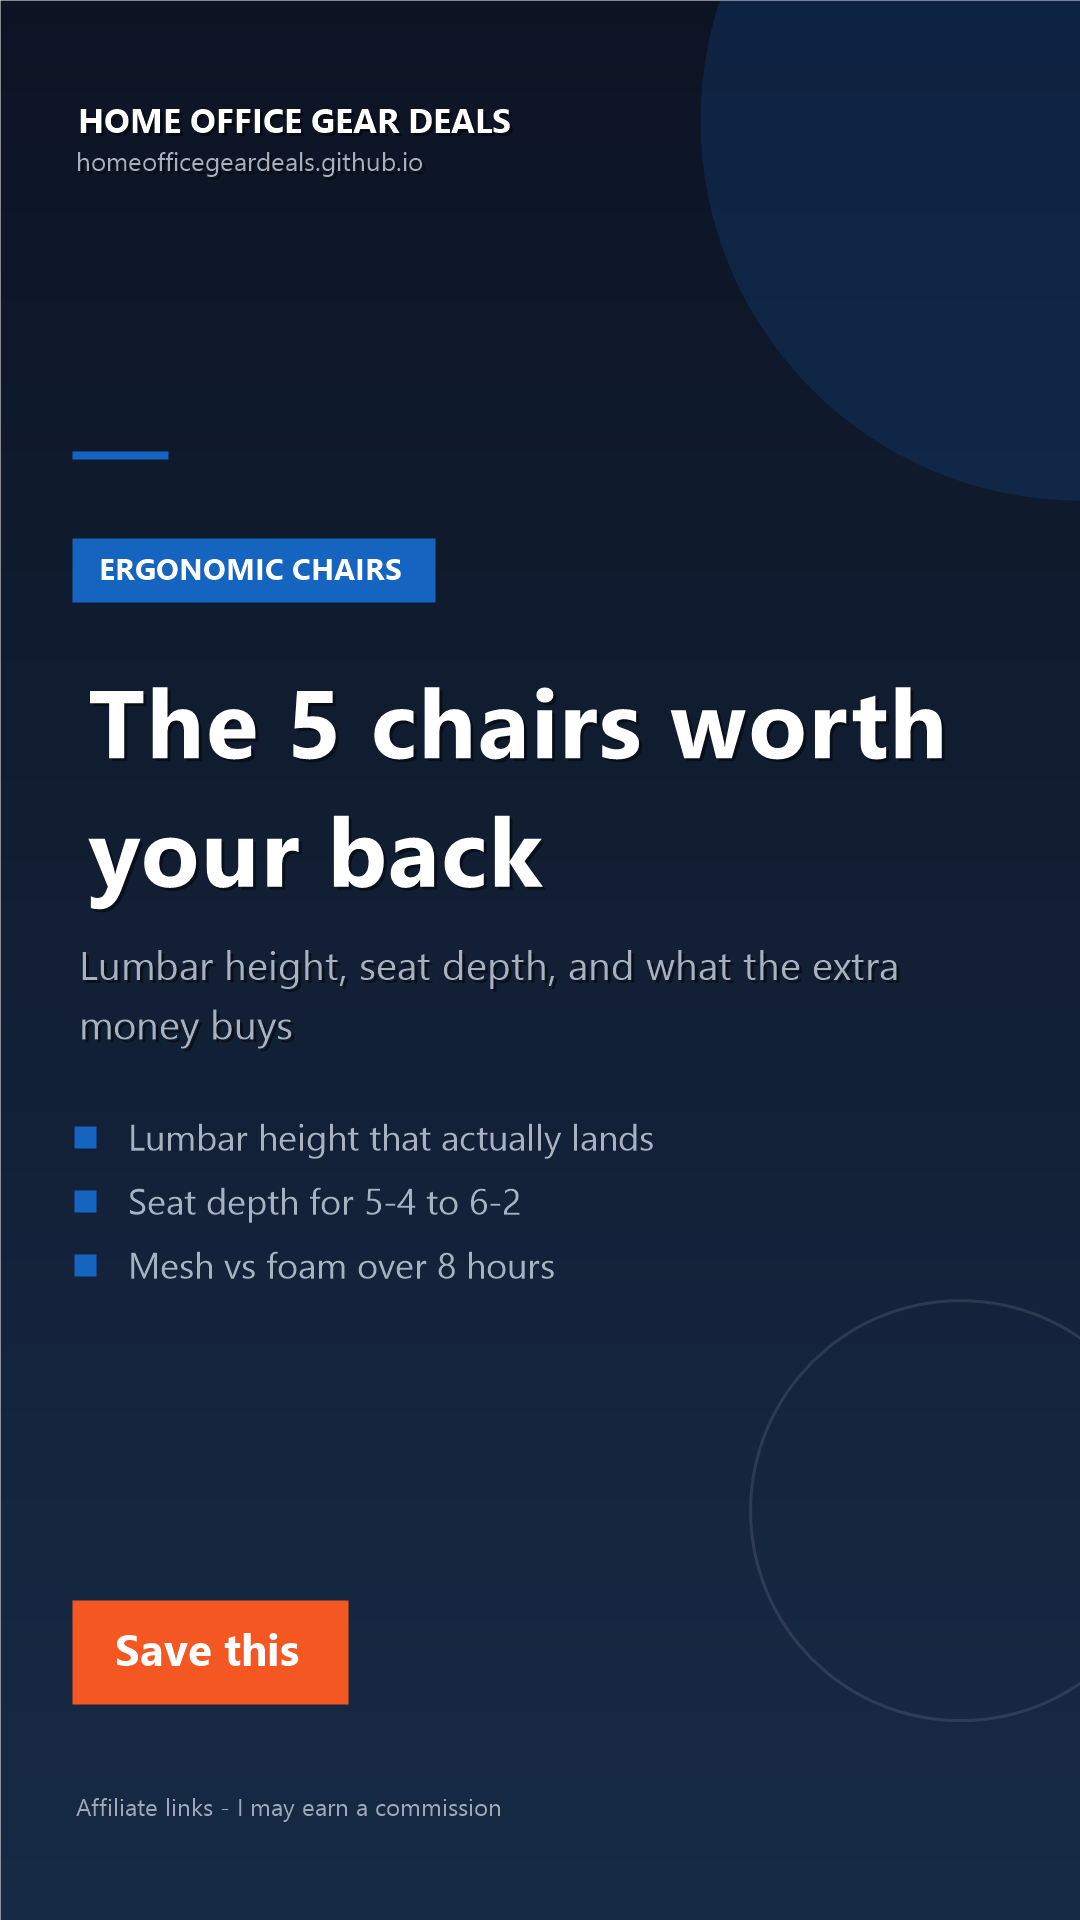 HOME OFFICE GEAR DEALS
homeofficegeardeals.github.io
ERGONOMIC CHAIRS
The 5 chairs worth
your back
Lumbar height, seat depth, and what the extra
money buys
Lumbar height that actually lands
Seat depth for 5-4 to 6-2
Mesh vs foam over 8 hours
Save this
Affiliate links - I may earn a commission